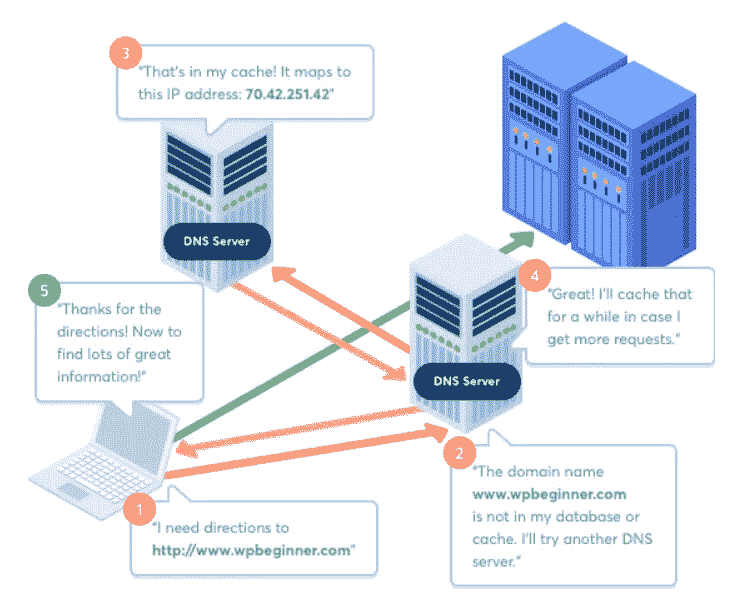 3
"That's in my cache! It maps to
this IP address: 70.42.251.42"
DNS Server
5
"Thanks for the
directions! Now to
find lots of great
information!"
4
"Great! I'll cache that
for a while in case I
get more requests."
DNS Server
1
"I need directions to
http://www.wpbeginner.com"
2
"The domain name
www.wpbeginner.com
is not in my database or
cache. I'll try another DNS
server."